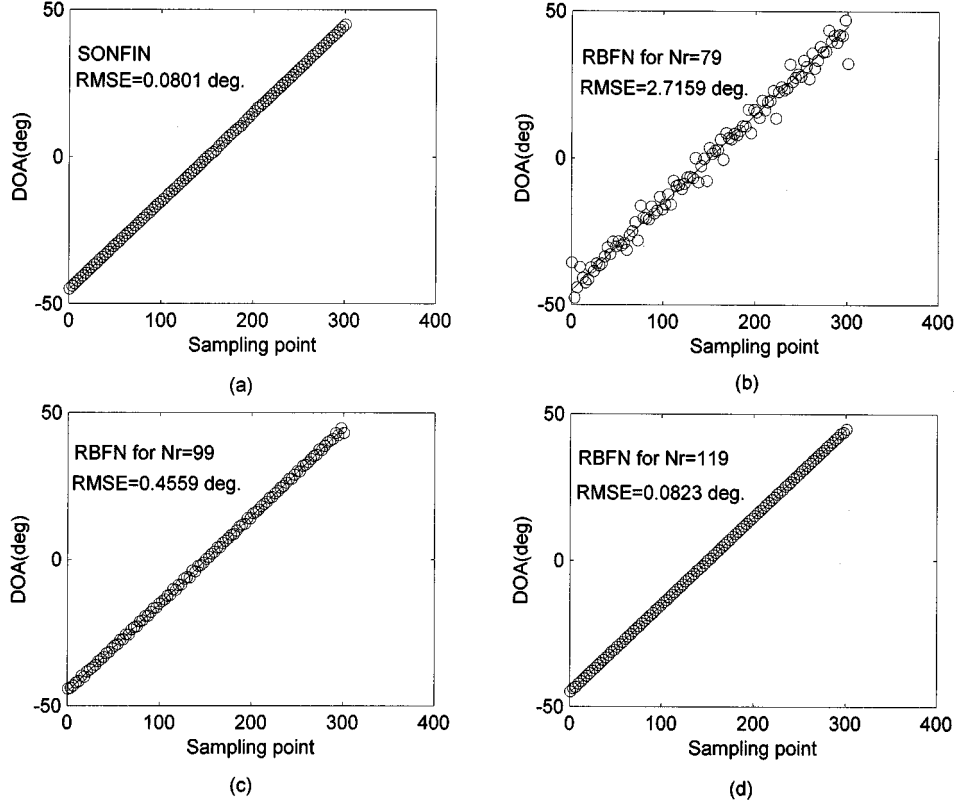 50
SONFIN
RMSE=0.0801 deg.
DOA(deg)
0
-50
0 100 200 300 400
Sampling point
(a)
50
RBFN for Nr=79
RMSE=2.7159 deg.
DOA(deg)
0
-50
0 100 200 300 400
Sampling point
(b)
50
RBFN for Nr=99
RMSE=0.4559 deg.
DOA(deg)
0
-50
0 100 200 300 400
Sampling point
(c)
50
RBFN for Nr=119
RMSE=0.0823 deg.
DOA(deg)
0
-50
0 100 200 300 400
Sampling point
(d)